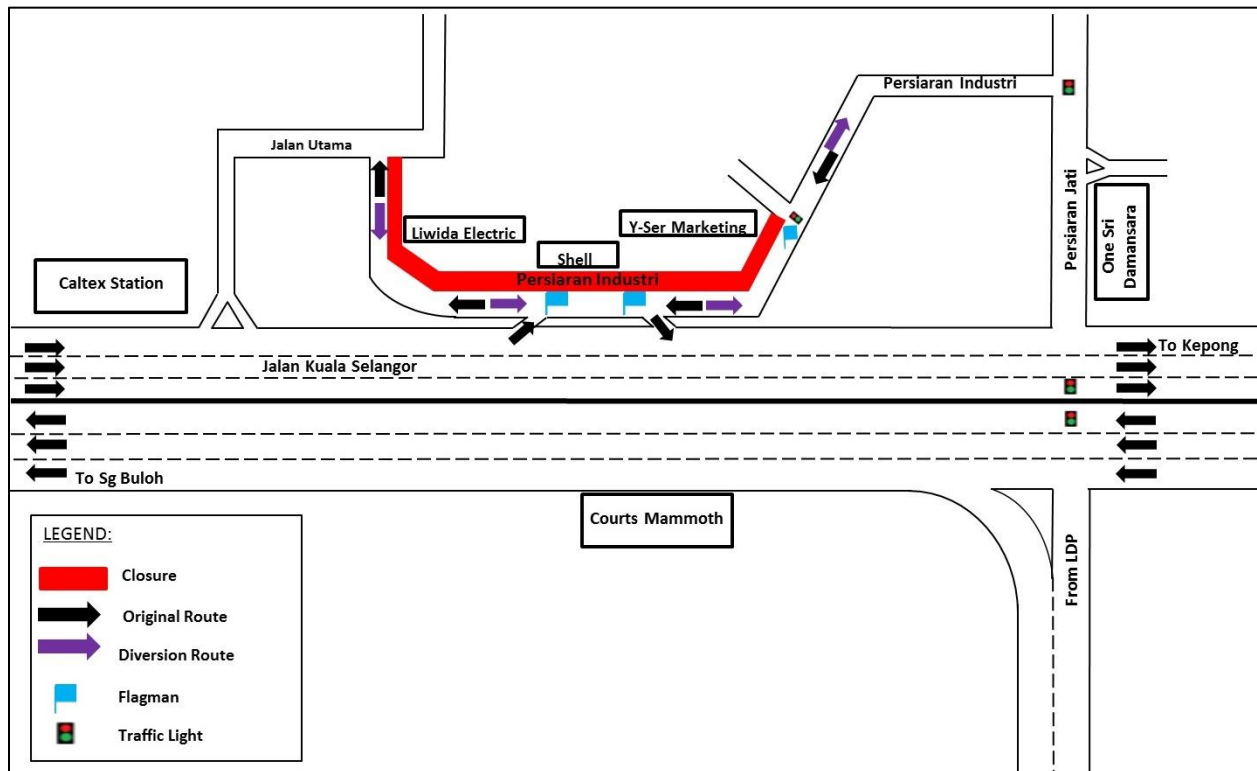 Persiaran Industri
Jalan Utama
Persiaran Jati
Liwida Electric
Y-Ser Marketing
One Sri
Damansara
Caltex Station
Shell
Persiaran Industri
To Kepong
Jalan Kuala Selangor
To Sg Buloh
Courts Mammoth
From LDP
LEGEND:
Closure
Original Route
Diversion Route
Flagman
Traffic Light